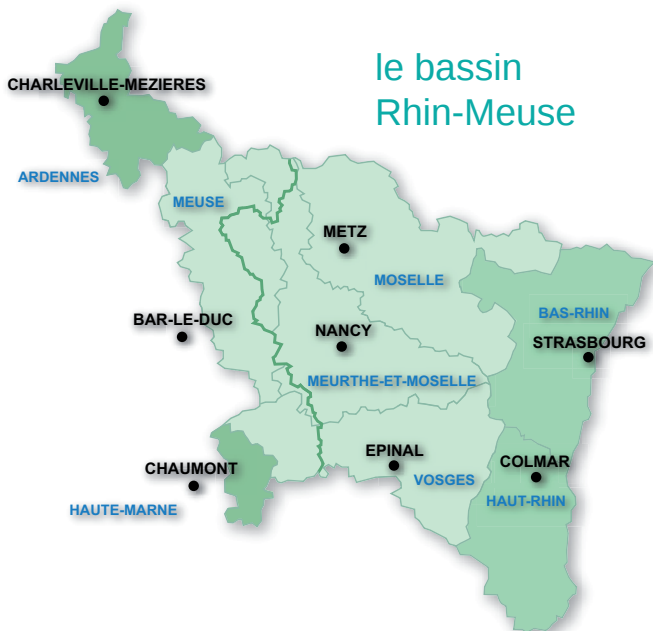 le bassin
Rhin-Meuse
CHARLEVILLE-MEZIERES
ARDENNES
MEUSE
METZ
MOSELLE
BAS-RHIN
BAR-LE-DUC
NANCY
STRASBOURG
MEURTHE-ET-MOSELLE
EPINAL
CHAUMONT
COLMAR
VOSGES
HAUT-RHIN
HAUTE-MARNE